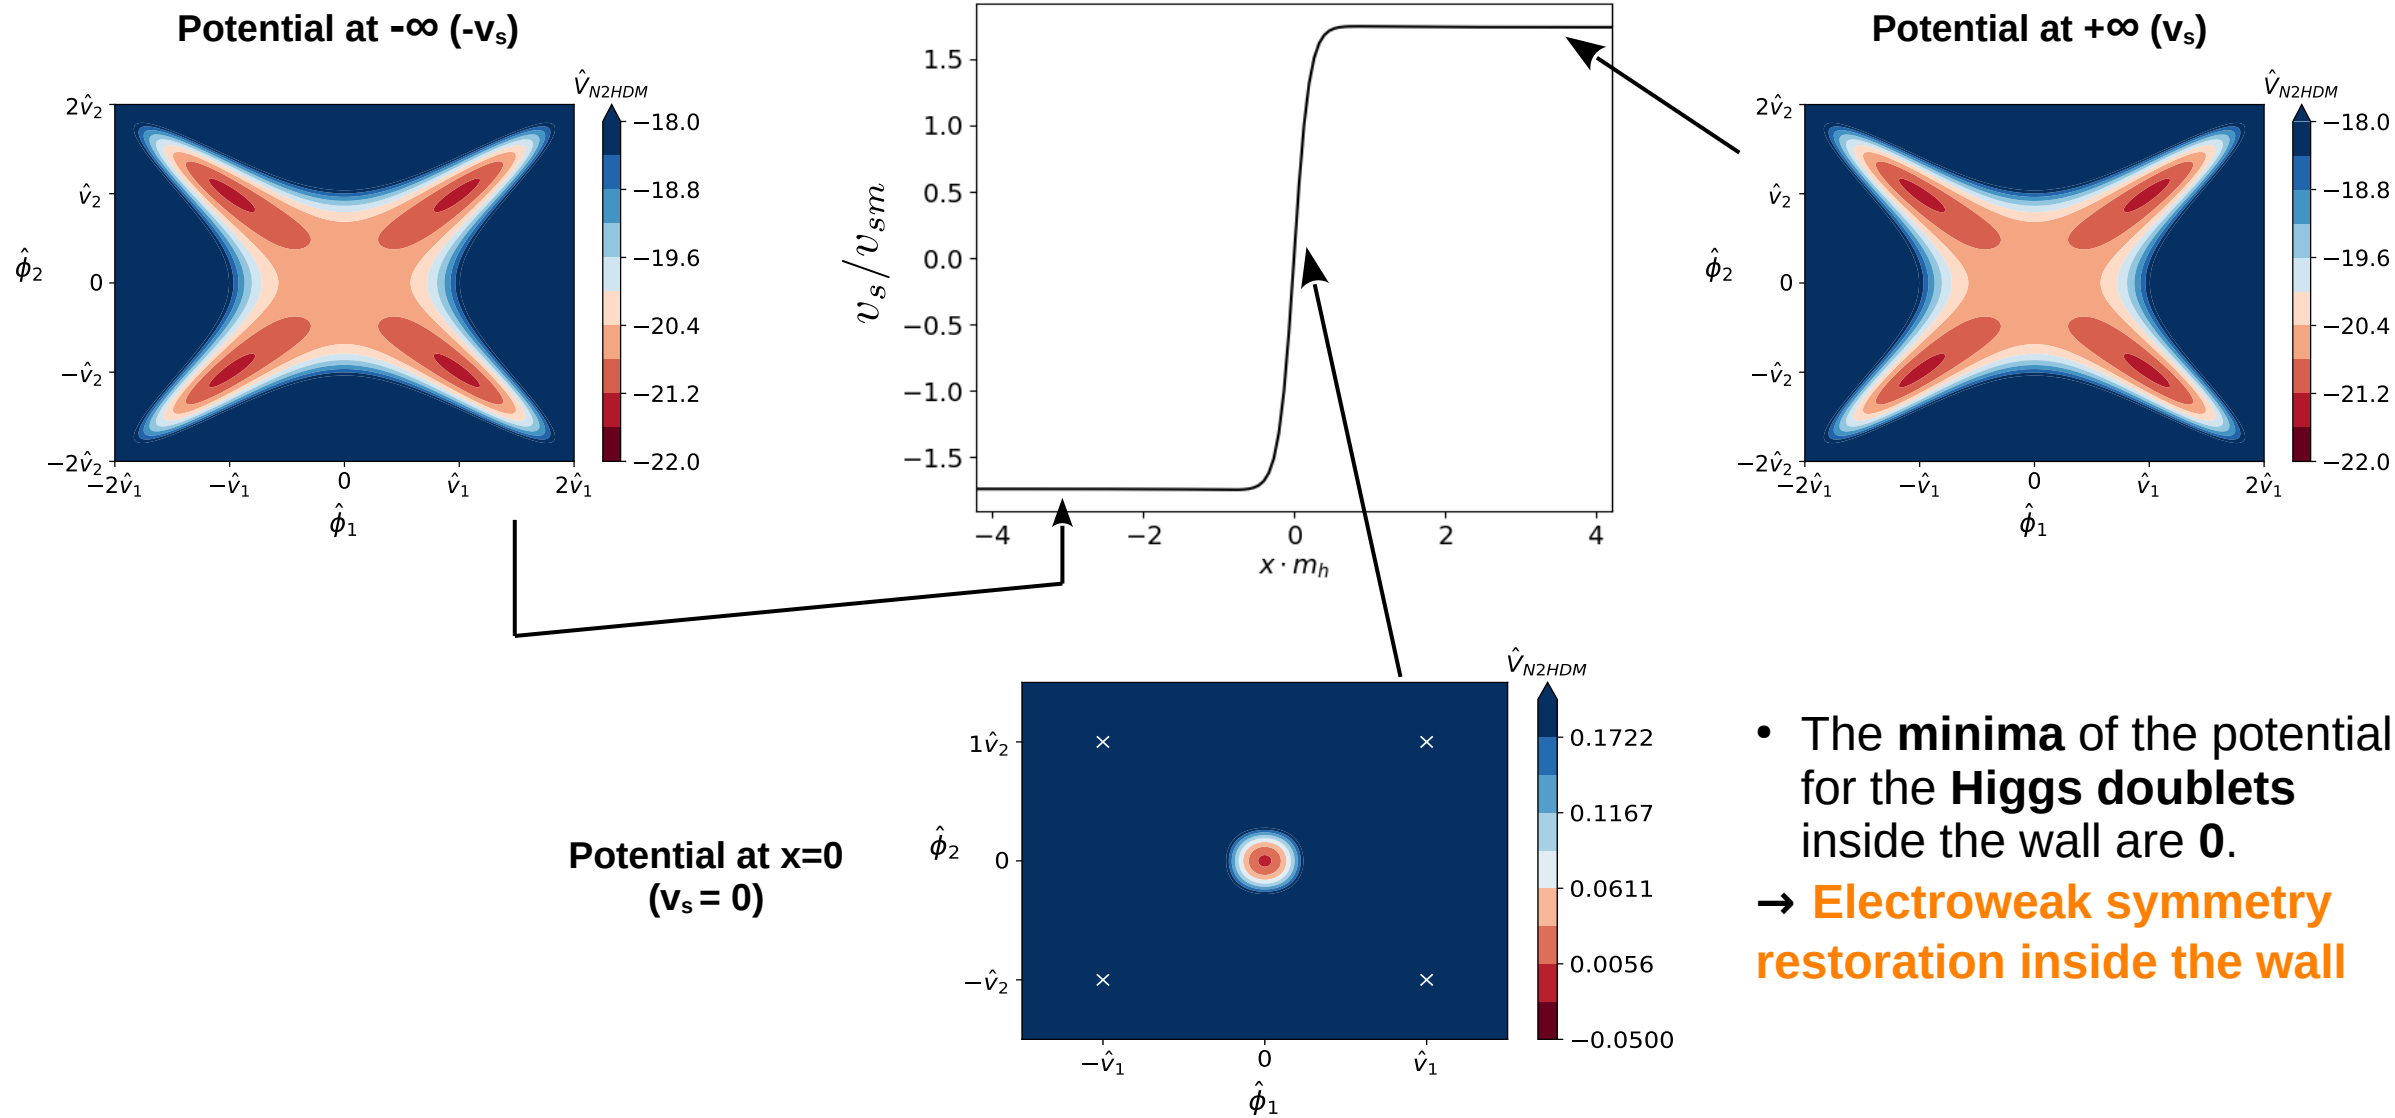 Potential at -∞ (-vₛ)
V̂_N2HDM
2v̂₂
v̂₂
0
−v̂₂
−2v̂₂
ϕ̂₂
−2v̂₁ −v̂₁ 0 v̂₁ 2v̂₁
ϕ̂₁
−18.0
−18.8
−19.6
−20.4
−21.2
−22.0
1.5
1.0
0.5
0.0
−0.5
−1.0
−1.5
vₛ/vₛₘ
−4 −2 0 2 4
x · mₕ
Potential at +∞ (vₛ)
V̂_N2HDM
2v̂₂
v̂₂
0
−v̂₂
−2v̂₂
ϕ̂₂
−2v̂₁ −v̂₁ 0 v̂₁ 2v̂₁
ϕ̂₁
−18.0
−18.8
−19.6
−20.4
−21.2
−22.0
Potential at x=0
(vₛ = 0)
V̂_N2HDM
1v̂₂
0
−v̂₂
ϕ̂₂
−v̂₁ 0 v̂₁
ϕ̂₁
0.1722
0.1167
0.0611
0.0056
−0.0500
• The minima of the potential
for the Higgs doublets
inside the wall are 0.
→ Electroweak symmetry
restoration inside the wall